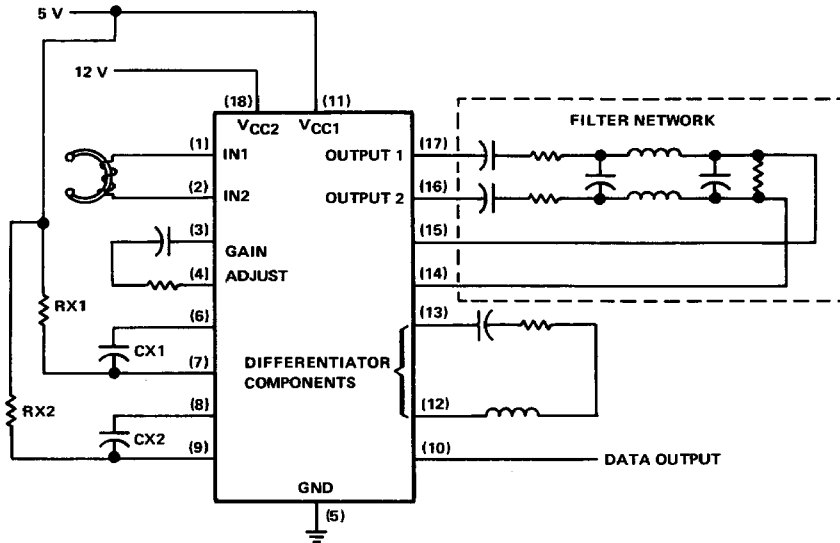 5 V
12 V
(18)
(11)
VCC2
VCC1
FILTER NETWORK
(1)
IN1
OUTPUT 1
(17)
(2)
IN2
OUTPUT 2
(16)
(3)
GAIN
(15)
(4)
ADJUST
(14)
RX1
(6)
(13)
CX1
(7)
DIFFERENTIATOR
COMPONENTS
RX2
(8)
(12)
CX2
(9)
(10)
DATA OUTPUT
GND
(5)